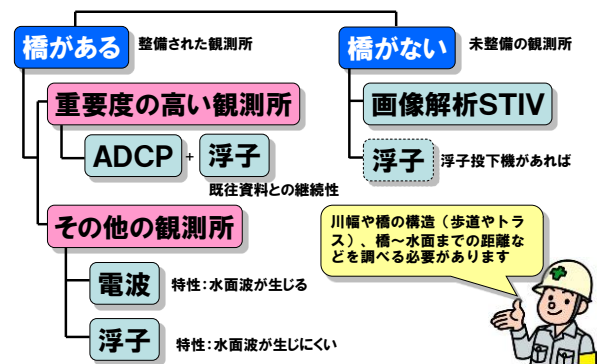 橋がある 整備された観測所
重要度の高い観測所
ADCP + 浮子
既往資料との継続性
その他の観測所
電波 特性：水面波が生じる
浮子 特性：水面波が生じにくい
橋がない 未整備の観測所
画像解析STIV
浮子 浮子投下機があれば
川幅や橋の構造（歩道やトラ
ス）、橋～水面までの距離な
どを調べる必要があります